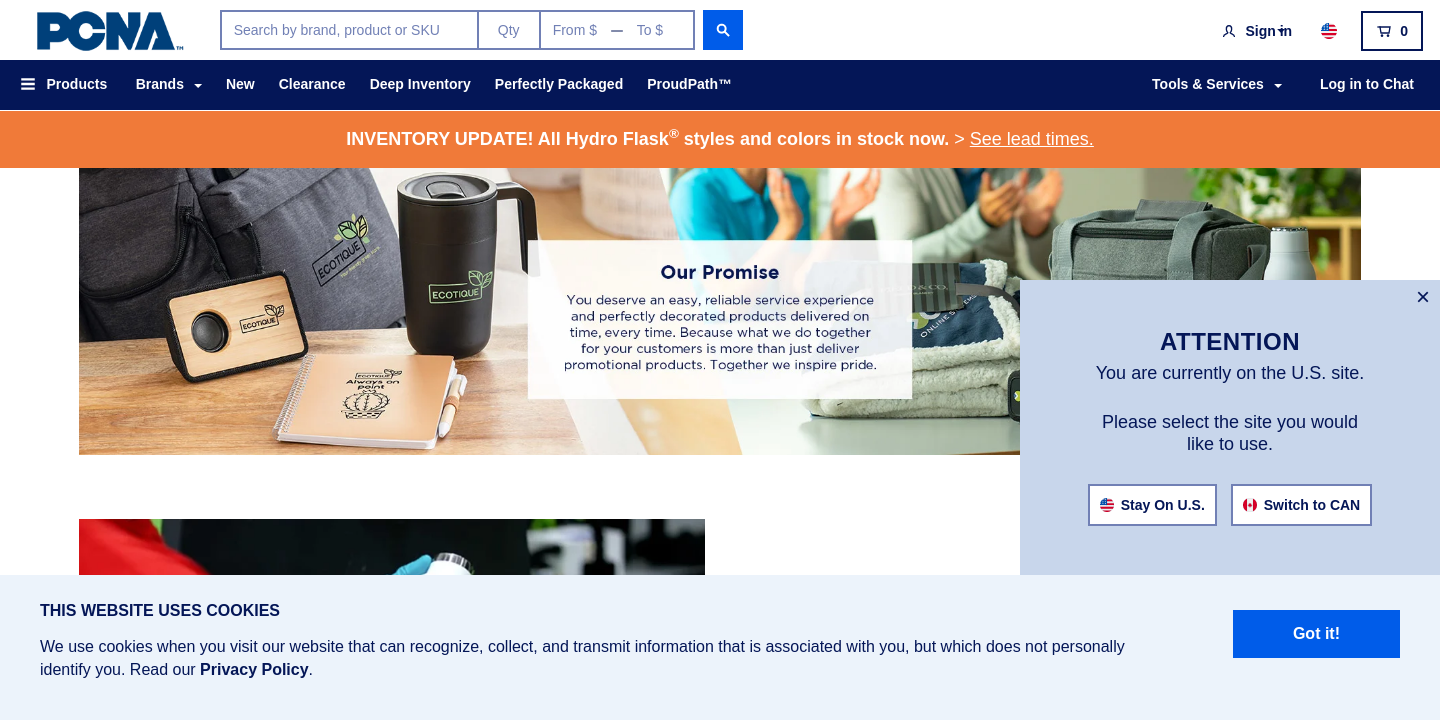 PCNA™
Search by brand, product or SKU
Qty
From $ — To $
Sign in
0
Products
Brands
New
Clearance
Deep Inventory
Perfectly Packaged
ProudPath™
Tools & Services
Log in to Chat
INVENTORY UPDATE! All Hydro Flask® styles and colors in stock now. > See lead times.
ECOTIQUE
ECOTIQUE
ECOTIQUE
ECOTIQUE
Always on
point
Our Promise
You deserve an easy, reliable service experience
and perfectly decorated products delivered on
time, every time. Because what we do together
for your customers is more than just deliver
promotional products. Together we inspire pride.
×
ATTENTION
You are currently on the U.S. site.
Please select the site you would
like to use.
Stay On U.S.
Switch to CAN
THIS WEBSITE USES COOKIES
We use cookies when you visit our website that can recognize, collect, and transmit information that is associated with you, but which does not personally
identify you. Read our Privacy Policy.
Got it!